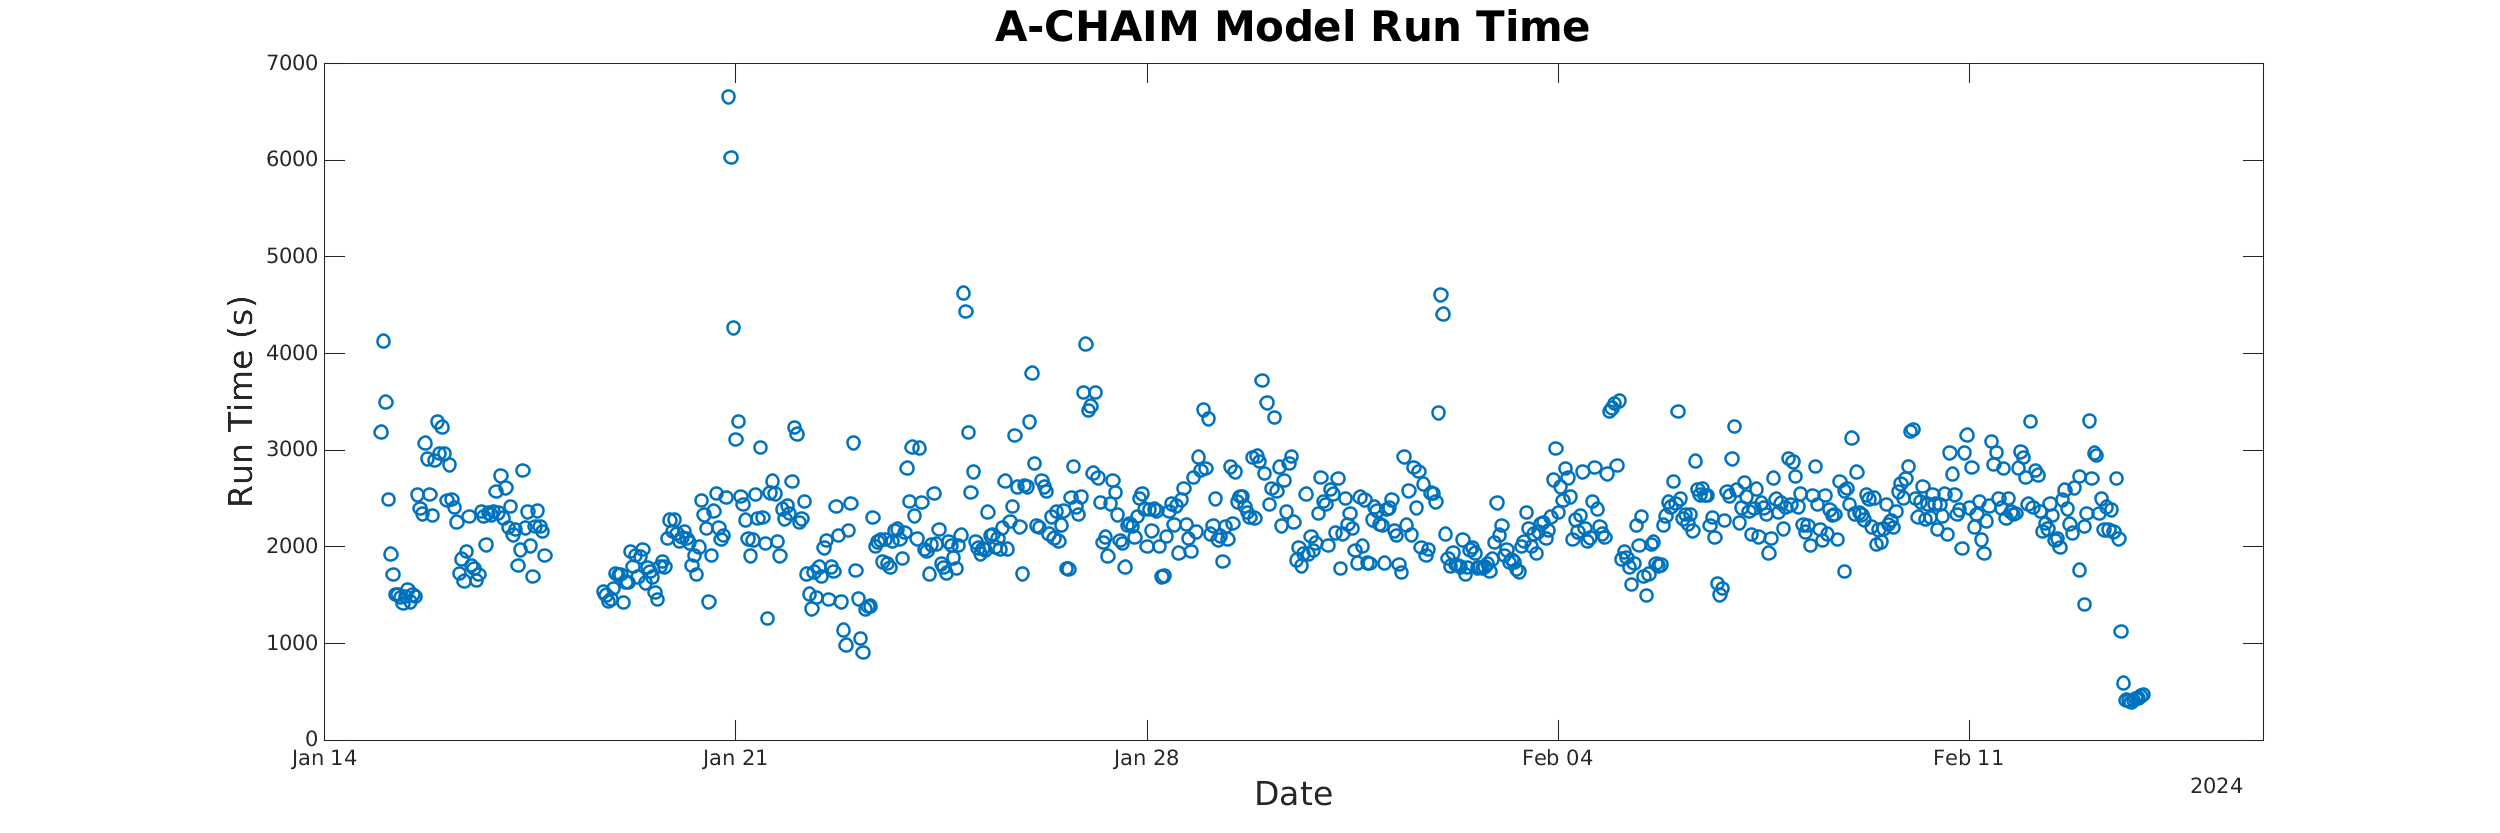 A-CHAIM Model Run Time
7000
6000
5000
4000
3000
2000
1000
0
Run Time (s)
Jan 14 Jan 21 Jan 28 Feb 04 Feb 11
2024
Date